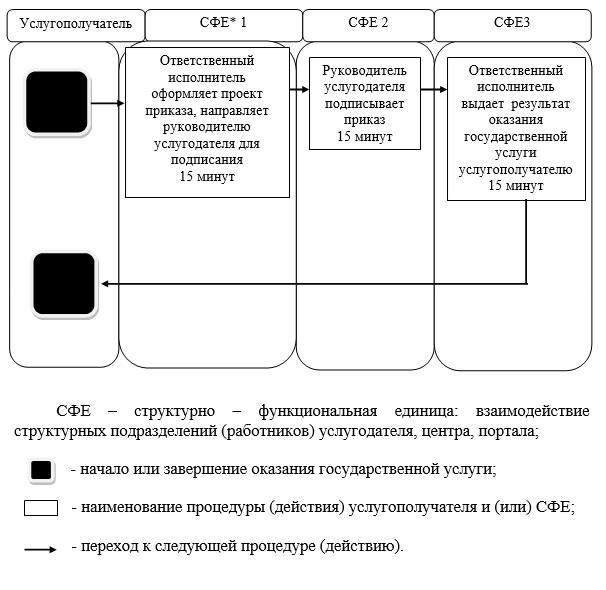 Услугополучатель
СФЕ* 1
СФЕ 2
СФЕ3
Ответственный
исполнитель
оформляет проект
приказа, направляет
руководителю
услугодателя для
подписания
15 минут
Руководитель
услугодателя
подписывает
приказ
15 минут
Ответственный
исполнитель
выдает результат
оказания
государственной
услуги
услугополучателю
15 минут
СФЕ – структурно – функциональная единица: взаимодействие
структурных подразделений (работников) услугодателя, центра, портала;
- начало или завершение оказания государственной услуги;
- наименование процедуры (действия) услугополучателя и (или) СФЕ;
- переход к следующей процедуре (действию).